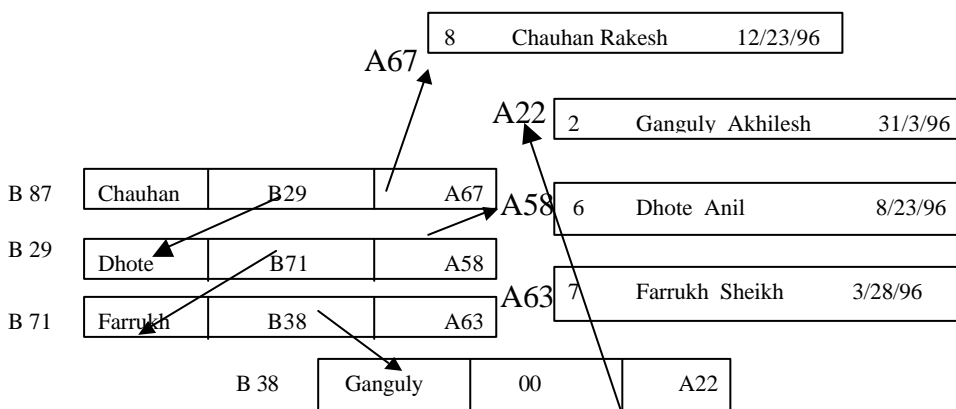 8 Chauhan Rakesh 12/23/96
A67
A22 2 Ganguly Akhilesh 31/3/96
B 87 Chauhan B29 A67
A58 6 Dhote Anil 8/23/96
B 29 Dhote B71 A58
A63 7 Farrukh Sheikh 3/28/96
B 71 Farrukh B38 A63
B 38 Ganguly 00 A22